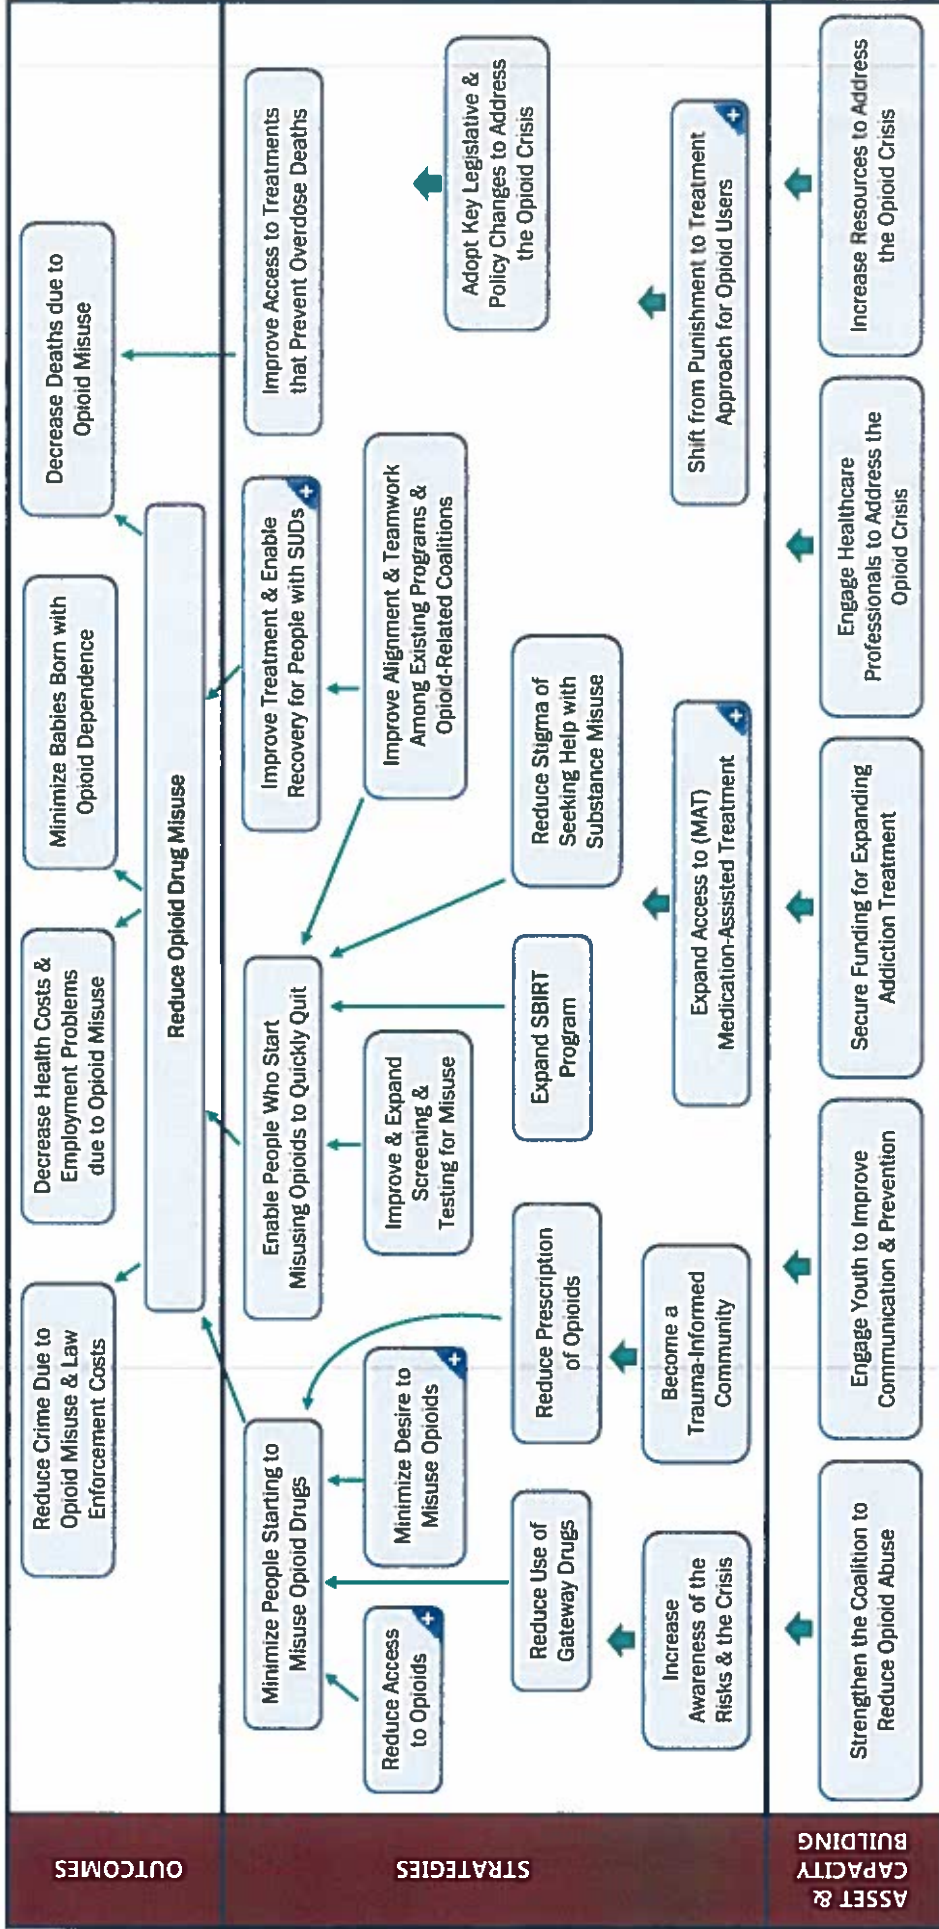 OUTCOMES
Reduce Crime Due to
Opioid Misuse & Law
Enforcement Costs
Decrease Health Costs &
Employment Problems
due to Opioid Misuse
Minimize Babies Born with
Opioid Dependence
Decrease Deaths due to
Opioid Misuse
Reduce Opioid Drug Misuse
STRATEGIES
Minimize People Starting to
Misuse Opioid Drugs
Enable People Who Start
Misusing Opioids to Quickly Quit
Improve Treatment & Enable
Recovery for People with SUDs
+
Improve Access to Treatments
that Prevent Overdose Deaths
Reduce Access
to Opioids
+
Minimize Desire to
Misuse Opioids
+
Improve & Expand
Screening &
Testing for Misuse
Improve Alignment & Teamwork
Among Existing Programs &
Opioid-Related Coalitions
Adopt Key Legislative &
Policy Changes to Address
the Opioid Crisis
Reduce Use of
Gateway Drugs
Reduce Prescription
of Opioids
Expand SBIRT
Program
Reduce Stigma of
Seeking Help with
Substance Misuse
Increase
Awareness of the
Risks & the Crisis
Become a
Trauma-Informed
Community
Expand Access to (MAT)
Medication-Assisted Treatment
+
Shift from Punishment to Treatment
Approach for Opioid Users
+
ASSET &
CAPACITY
BUILDING
Strengthen the Coalition to
Reduce Opioid Abuse
Engage Youth to Improve
Communication & Prevention
Secure Funding for Expanding
Addiction Treatment
Engage Healthcare
Professionals to Address the
Opioid Crisis
Increase Resources to Address
the Opioid Crisis